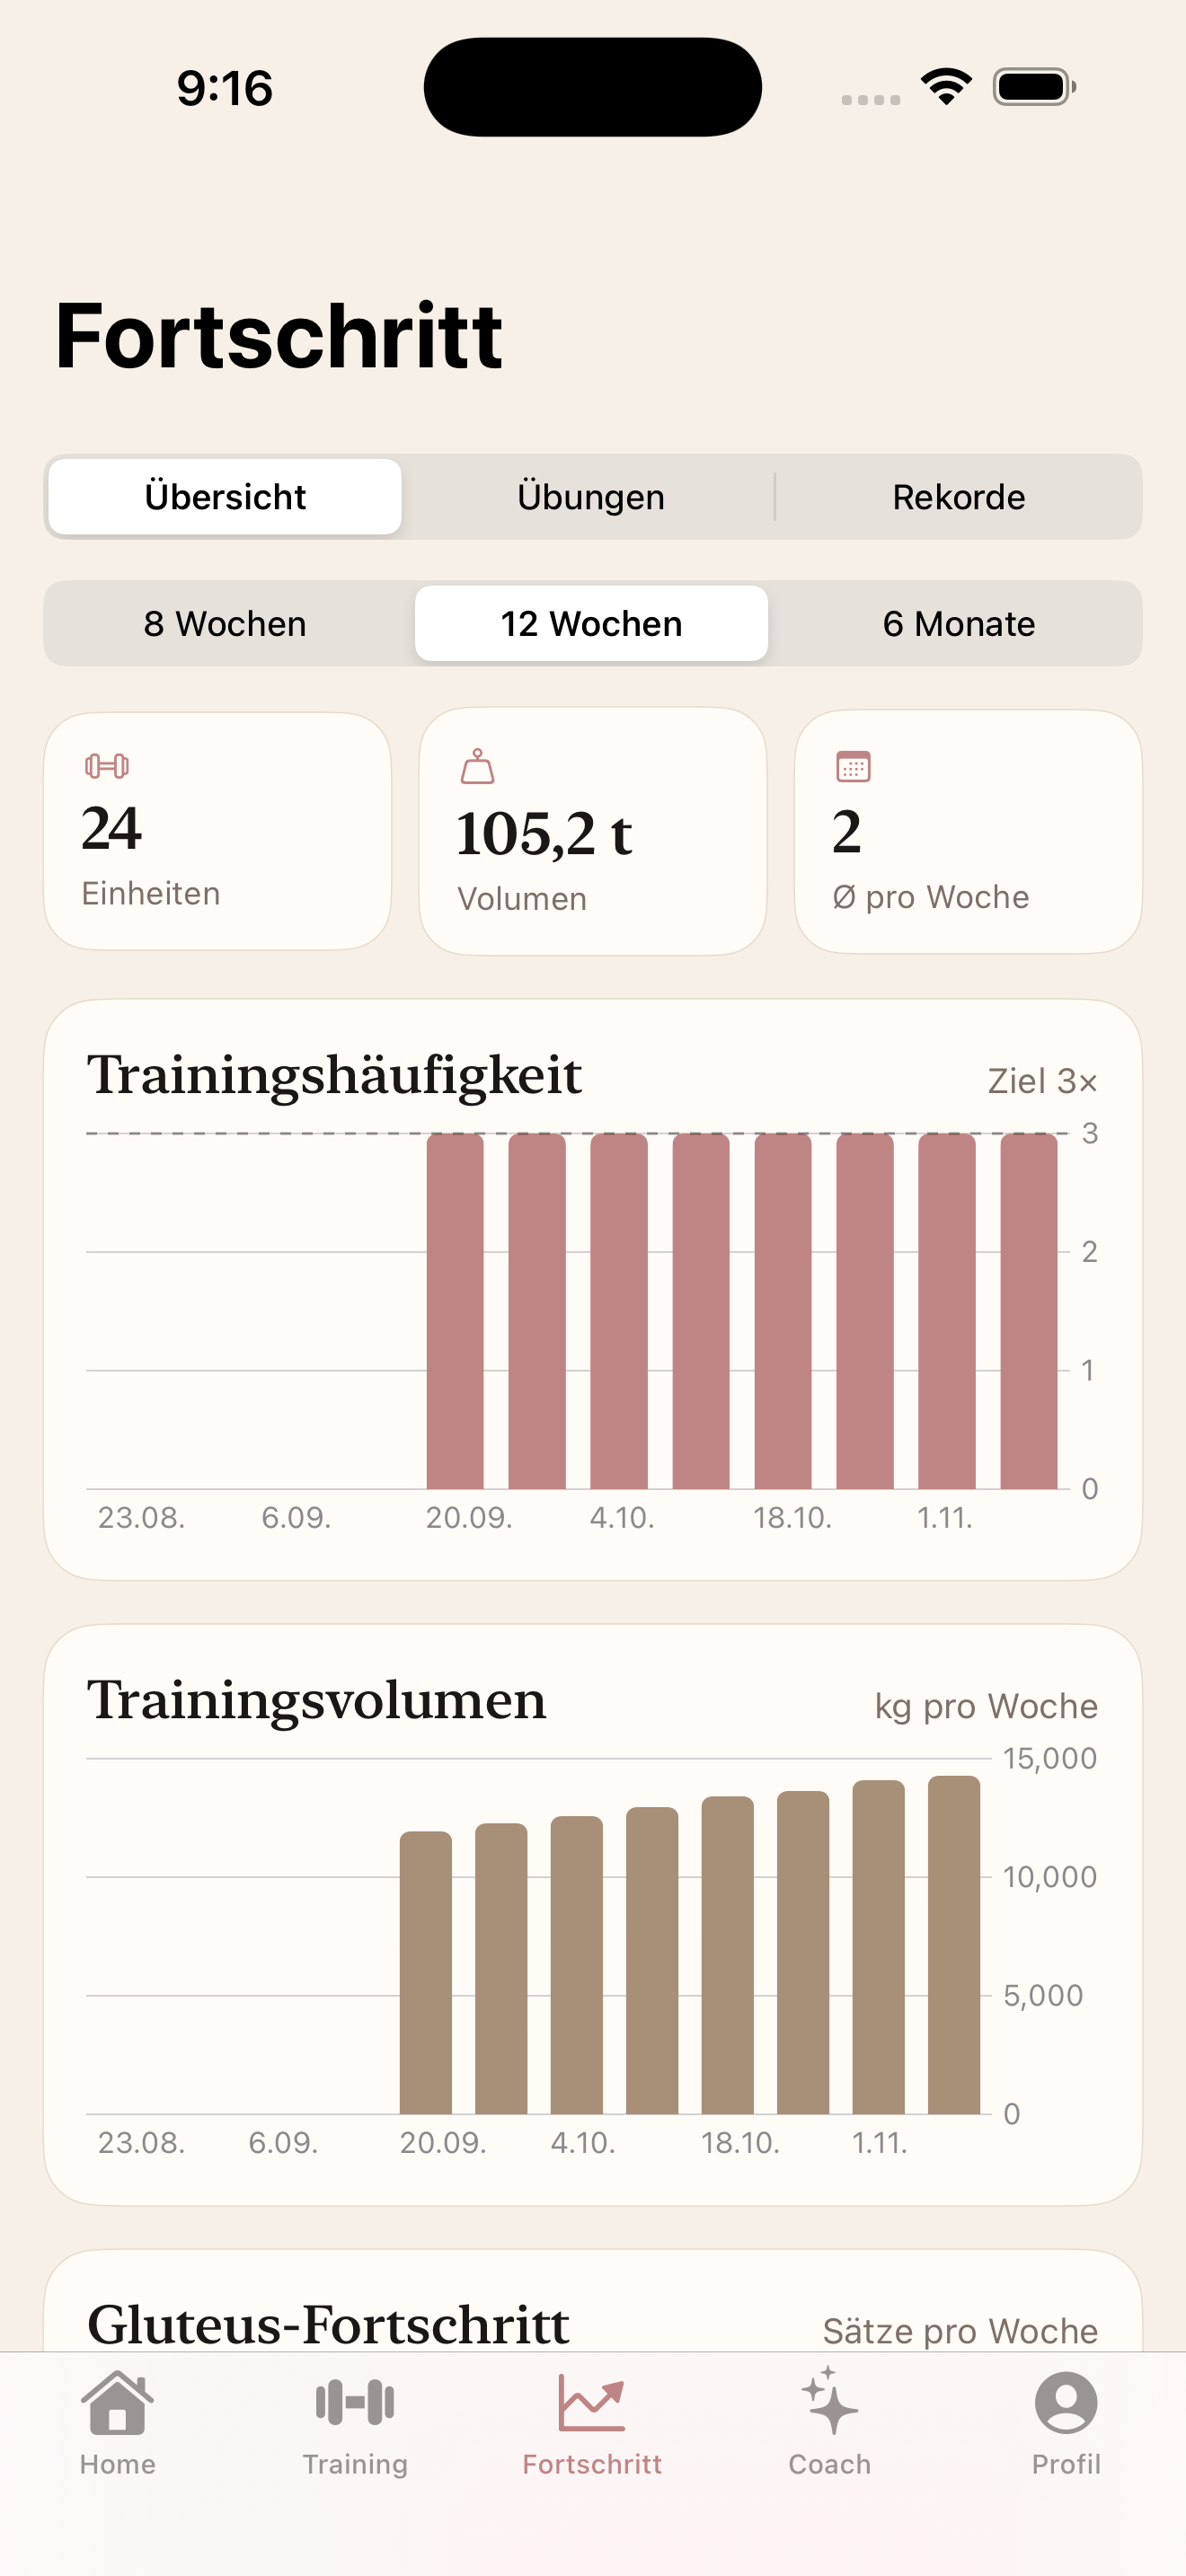 9:16
Fortschritt
Übersicht Übungen Rekorde
8 Wochen 12 Wochen 6 Monate
24
Einheiten
105,2 t
Volumen
2
Ø pro Woche
Trainingshäufigkeit Ziel 3×
3
2
1
0
23.08. 6.09. 20.09. 4.10. 18.10. 1.11.
Trainingsvolumen kg pro Woche
15,000
10,000
5,000
0
23.08. 6.09. 20.09. 4.10. 18.10. 1.11.
Gluteus-Fortschritt Sätze pro Woche
Home Training Fortschritt Coach Profil